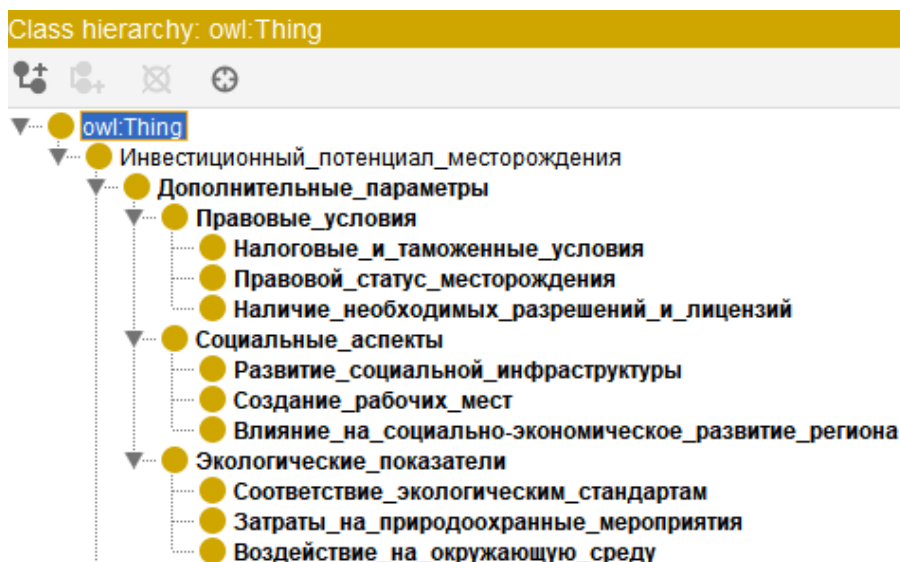 Class hierarchy: owl:Thing
owl:Thing
Инвестиционный_потенциал_месторождения
Дополнительные_параметры
Правовые_условия
Налоговые_и_таможенные_условия
Правовой_статус_месторождения
Наличие_необходимых_разрешений_и_лицензий
Социальные_аспекты
Развитие_социальной_инфраструктуры
Создание_рабочих_мест
Влияние_на_социально-экономическое_развитие_региона
Экологические_показатели
Соответствие_экологическим_стандартам
Затраты_на_природоохранные_мероприятия
Воздействие_на_окружающую_среду